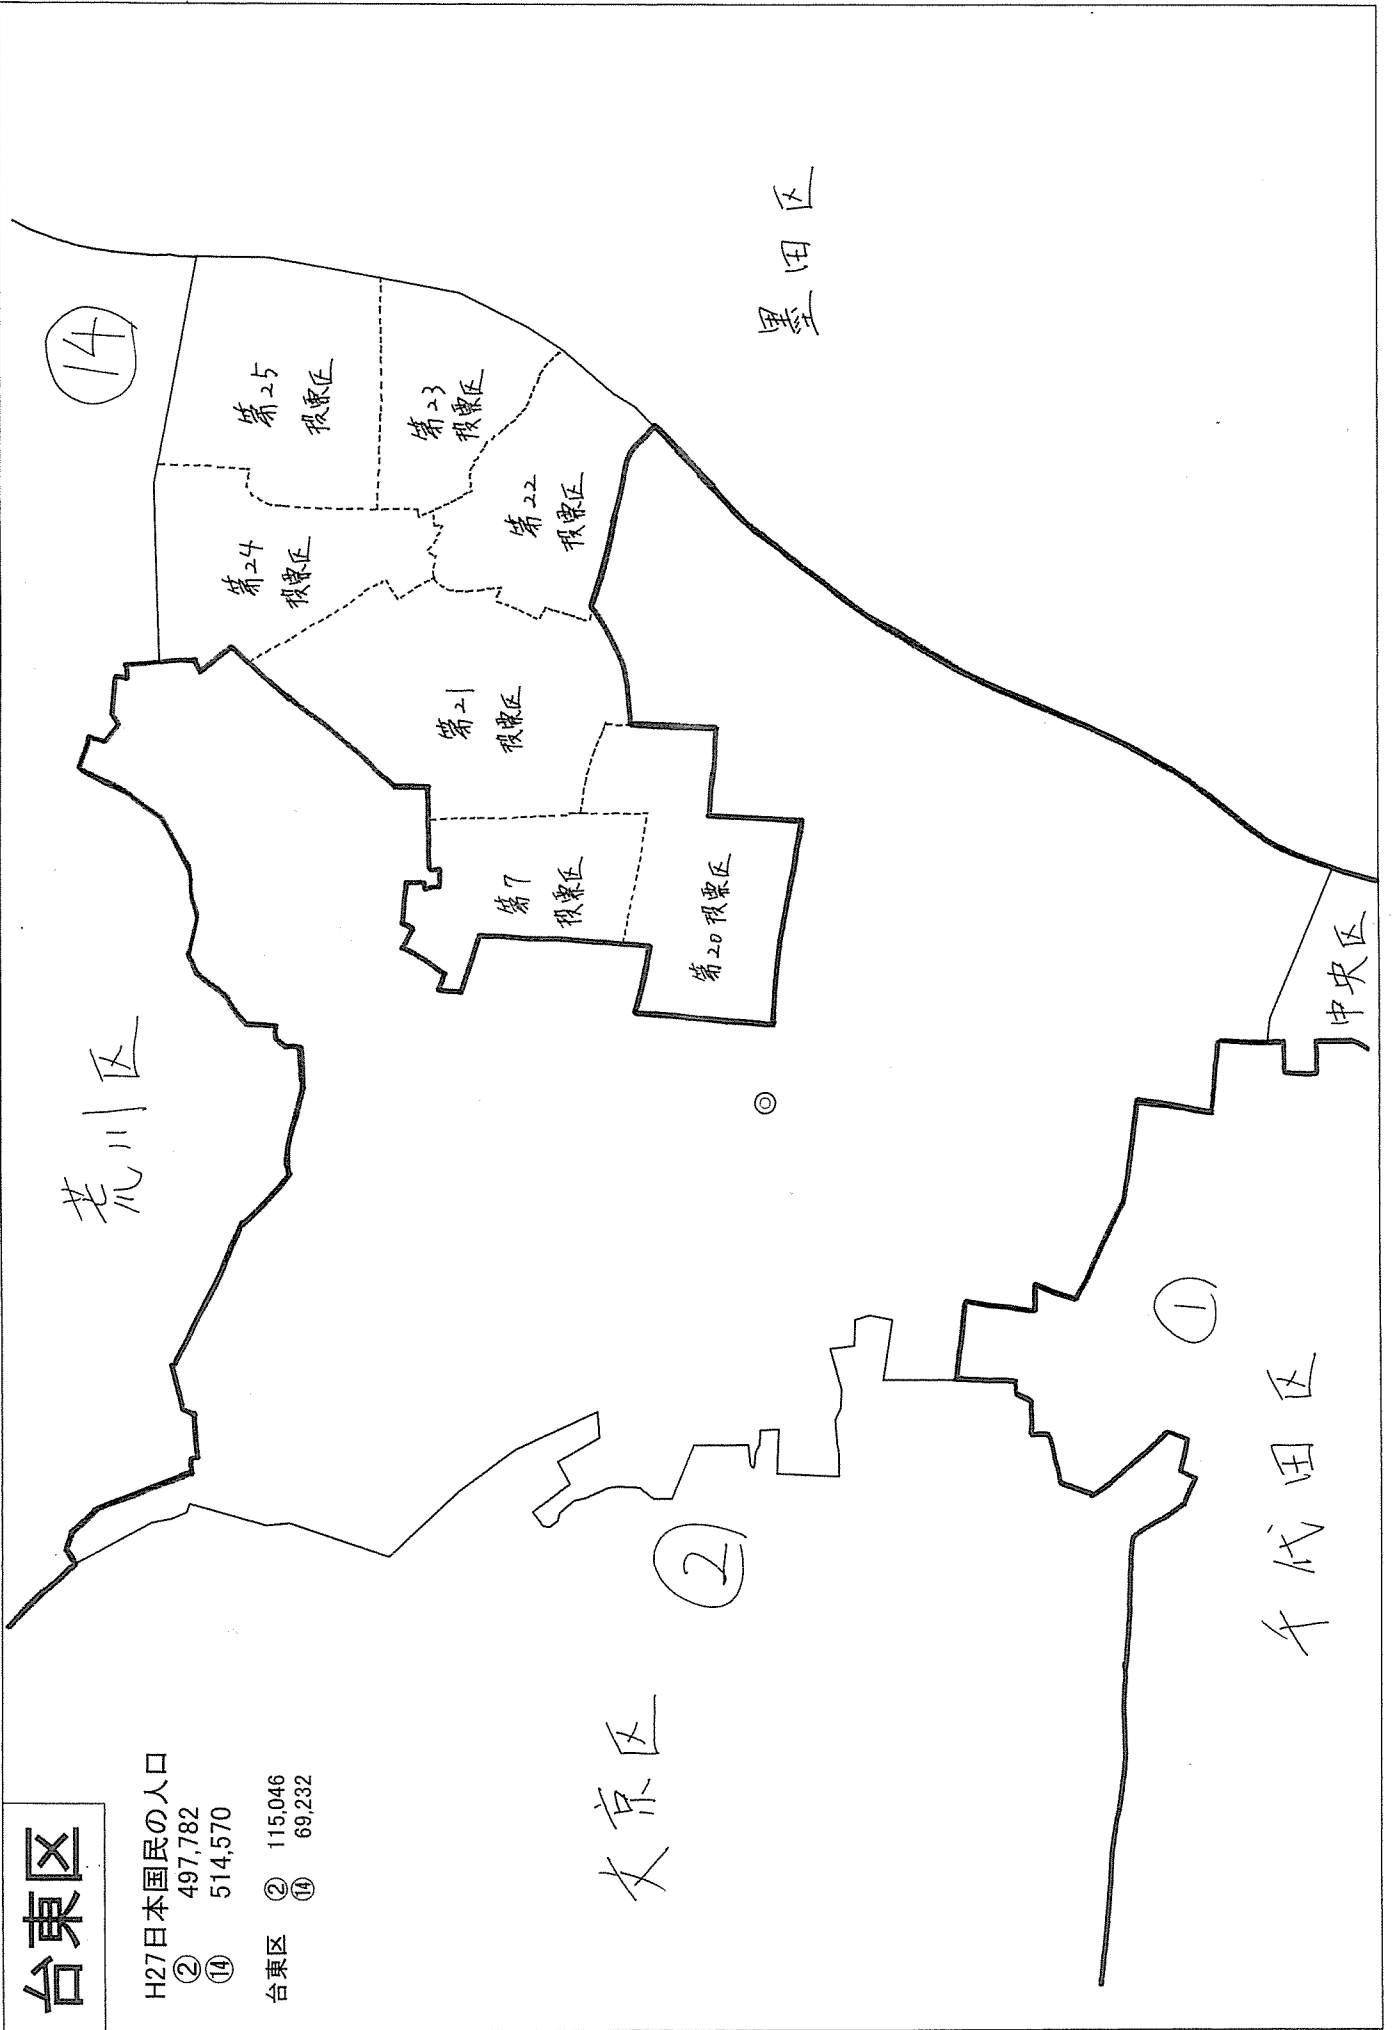 台東区
H27日本国民の人口
② 497,782
⑭ 514,570
台東区 ② 115,046
⑭ 69,232
荒川区
⑭
第25
投票区
第24
投票区
第23
投票区
第22
投票区
第21
投票区
第7
投票区
第20投票区
墨田区
◎
②
文京区
①
千代田区
中央区